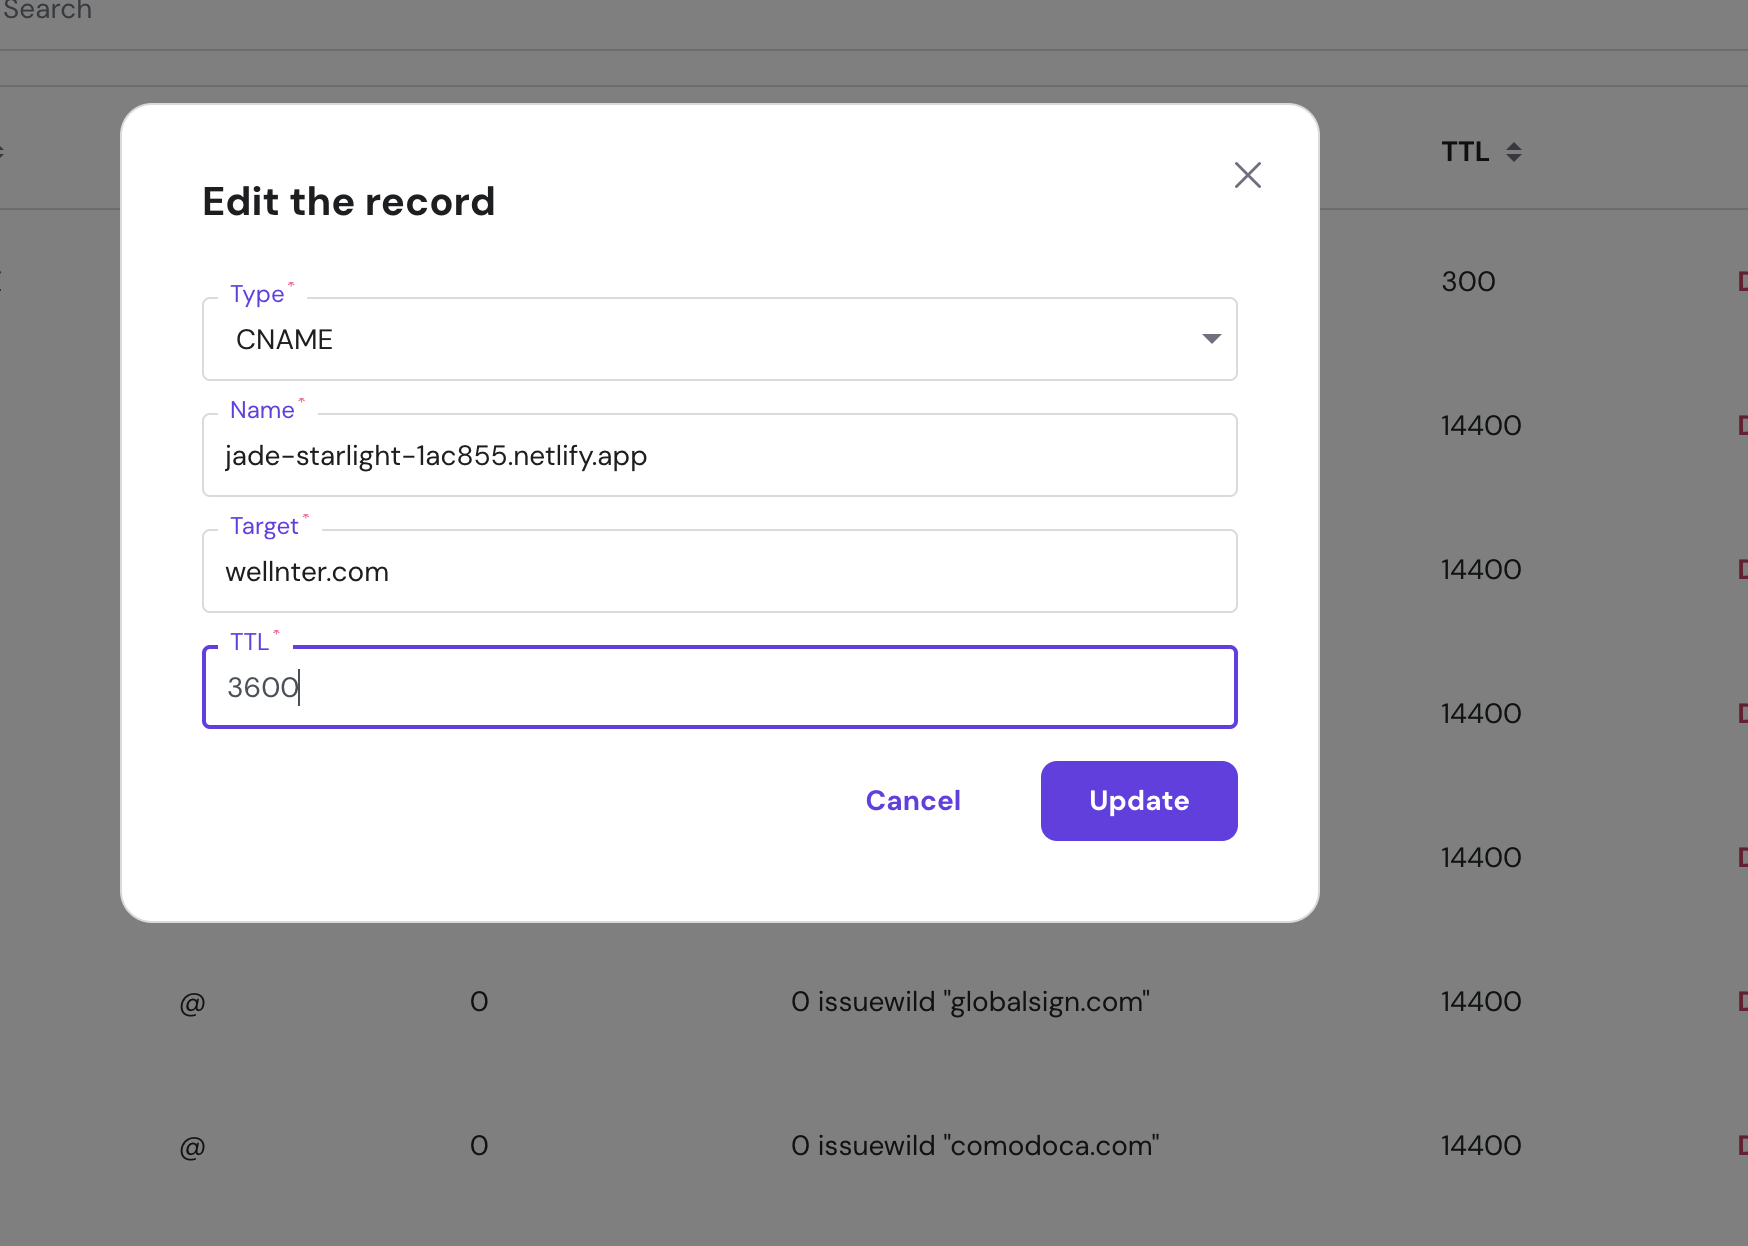 Search
TTL
Edit the record
Type *
CNAME
300
Name *
jade-starlight-1ac855.netlify.app
14400
Target *
wellnter.com
14400
TTL *
3600
14400
Cancel
Update
14400
@ 0 0 issuewild "globalsign.com" 14400
@ 0 0 issuewild "comodoca.com" 14400